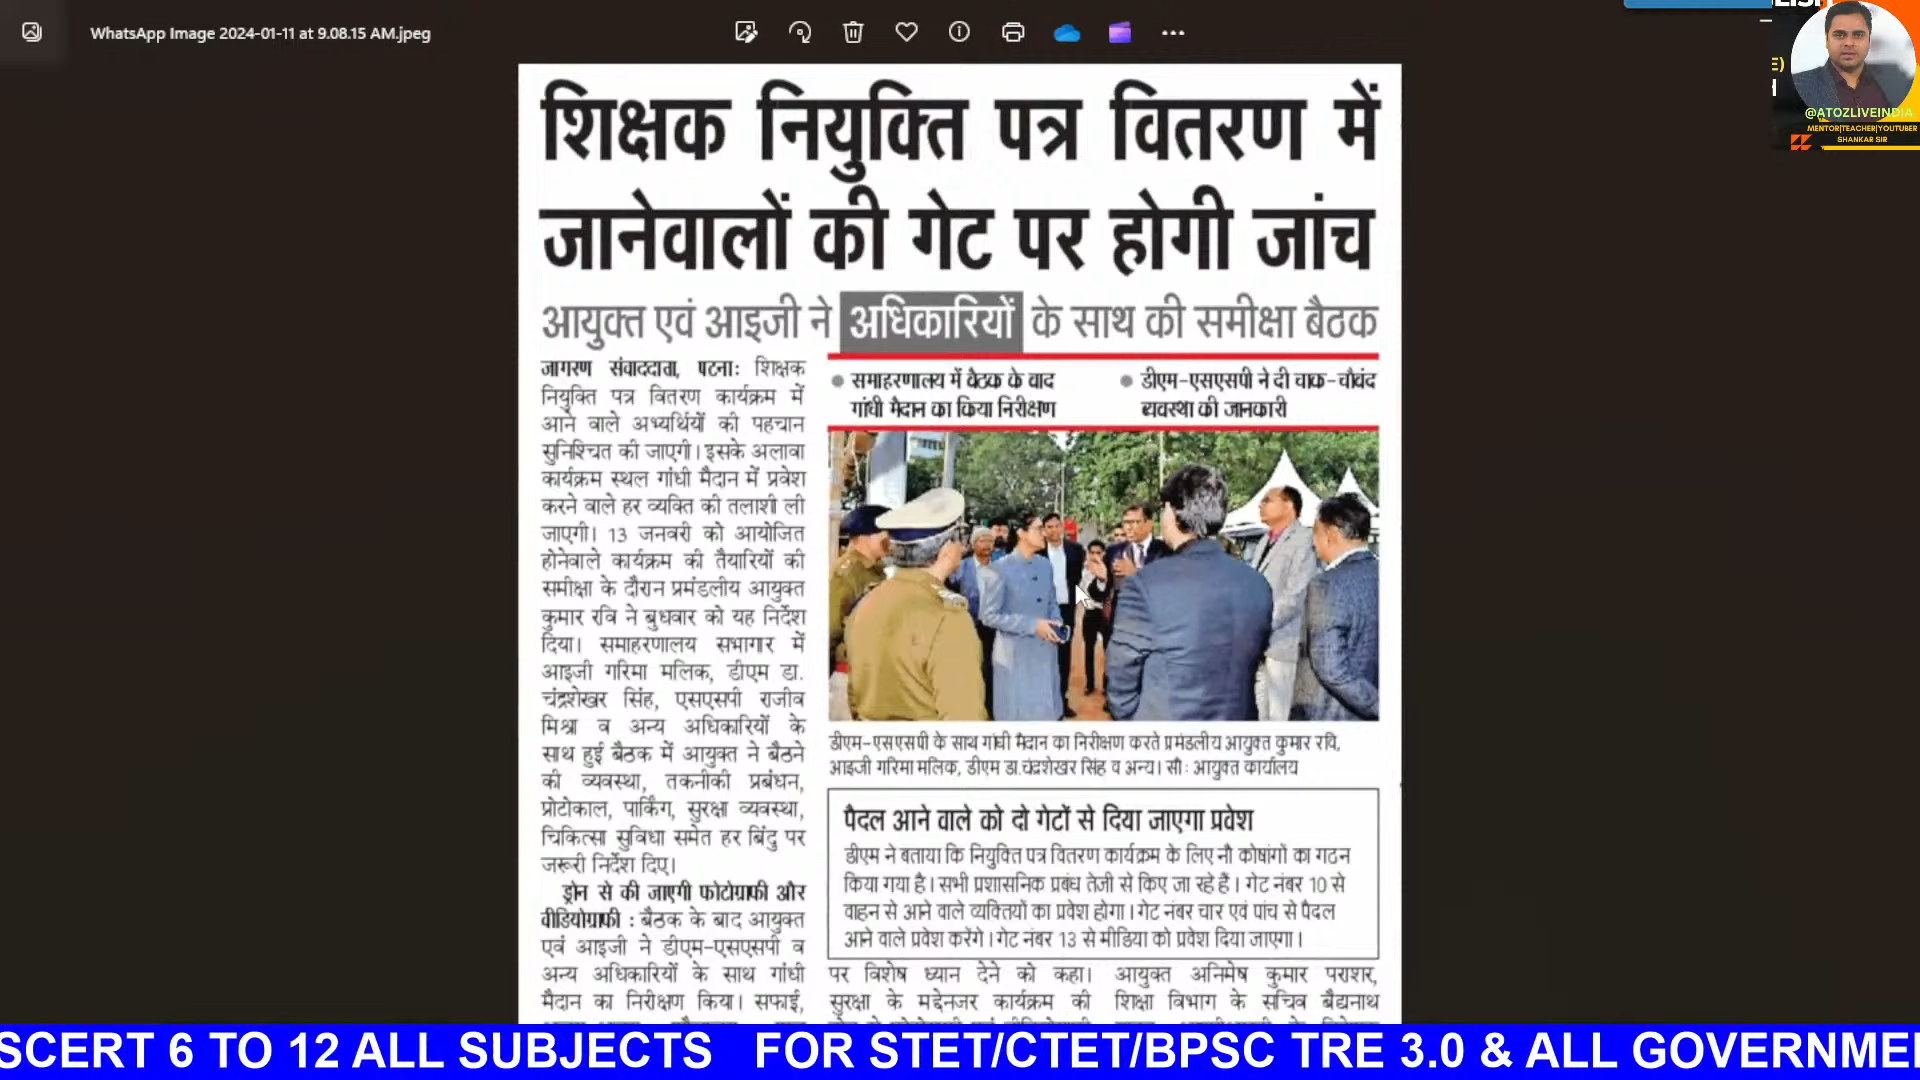 WhatsApp Image 2024-01-11 at 9.08.15 AM.jpeg
@ATOZLIVEINDIA
MENTOR|TEACHER|YOUTUBER
SHANKAR SIR
शिक्षक नियुक्ति पत्र वितरण में
जानेवालों की गेट पर होगी जांच
आयुक्त एवं आइजी ने अधिकारियों के साथ की समीक्षा बैठक
जागरण संवाददाता, पटना: शिक्षक
नियुक्ति पत्र वितरण कार्यक्रम में
आने वाले अभ्यर्थियों की पहचान
सुनिश्चित की जाएगी। इसके अलावा
कार्यक्रम स्थल गांधी मैदान में प्रवेश
करने वाले हर व्यक्ति की तलाशी ली
जाएगी। 13 जनवरी को आयोजित
होनेवाले कार्यक्रम की तैयारियों की
समीक्षा के दौरान प्रमंडलीय आयुक्त
कुमार रवि ने बुधवार को यह निर्देश
दिया। समाहरणालय सभागार में
आइजी गरिमा मलिक, डीएम डा.
चंद्रशेखर सिंह, एसएसपी राजीव
मिश्रा व अन्य अधिकारियों के
साथ हुई बैठक में आयुक्त ने बैठने
की व्यवस्था, तकनीकी प्रबंधन,
प्रोटोकाल, पार्किंग, सुरक्षा व्यवस्था,
चिकित्सा सुविधा समेत हर बिंदु पर
जरूरी निर्देश दिए।
ड्रोन से की जाएगी फोटोग्राफी और
वीडियोग्राफी : बैठक के बाद आयुक्त
एवं आइजी ने डीएम-एसएसपी व
अन्य अधिकारियों के साथ गांधी
मैदान का निरीक्षण किया। सफाई,
समाहरणालय में बैठक के बाद
गांधी मैदान का किया निरीक्षण
डीएम-एसएसपी ने दी चाक-चौबंद
व्यवस्था की जानकारी
डीएम-एसएसपी के साथ गांधी मैदान का निरीक्षण करते प्रमंडलीय आयुक्त कुमार रवि,
आइजी गरिमा मलिक, डीएम डा.चंद्रशेखर सिंह व अन्य। सौ: आयुक्त कार्यालय
पैदल आने वाले को दो गेटों से दिया जाएगा प्रवेश
डीएम ने बताया कि नियुक्ति पत्र वितरण कार्यक्रम के लिए नौ कोषांगों का गठन
किया गया है। सभी प्रशासनिक प्रबंध तेजी से किए जा रहे हैं। गेट नंबर 10 से
वाहन से आने वाले व्यक्तियों का प्रवेश होगा। गेट नंबर चार एवं पांच से पैदल
आने वाले प्रवेश करेंगे। गेट नंबर 13 से मीडिया को प्रवेश दिया जाएगा।
पर विशेष ध्यान देने को कहा।
सुरक्षा के मद्देनजर कार्यक्रम की
आयुक्त अनिमेष कुमार पराशर,
शिक्षा विभाग के सचिव बैद्यनाथ
SCERT 6 TO 12 ALL SUBJECTS FOR STET/CTET/BPSC TRE 3.0 & ALL GOVERNME